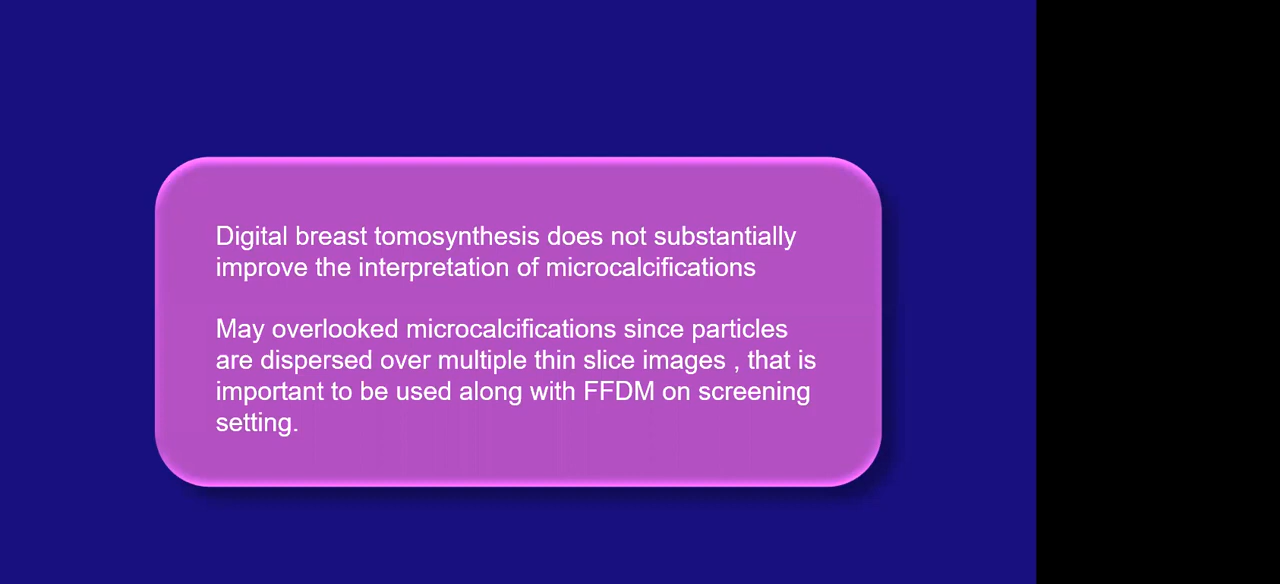 Digital breast tomosynthesis does not substantially
improve the interpretation of microcalcifications
May overlooked microcalcifications since particles
are dispersed over multiple thin slice images , that is
important to be used along with FFDM on screening
setting.